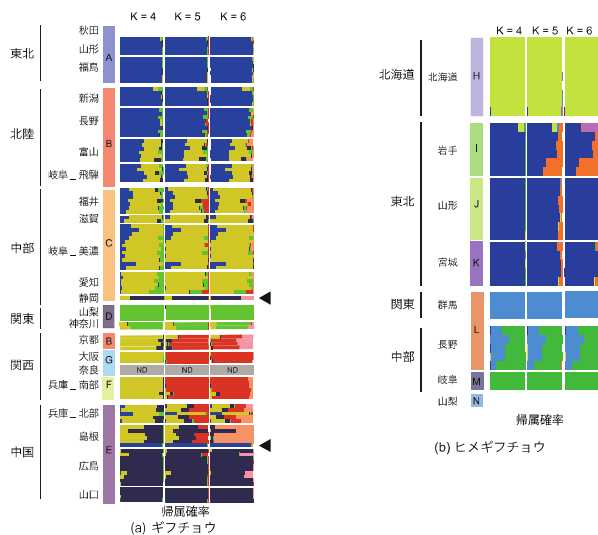 K = 4 K = 5 K = 6
東北
秋田
山形
福島
A
北陸
新潟
長野
富山
岐阜_飛騨
B
中部
福井
滋賀
岐阜_美濃
愛知
静岡
C
関東
山梨
神奈川
D
関西
京都
B
大阪
G
奈良
ND ND ND
兵庫_南部
F
中国
兵庫_北部
島根
広島
山口
E
帰属確率
(a) ギフチョウ
K = 4 K = 5 K = 6
北海道
北海道
H
東北
岩手
I
山形
J
宮城
K
関東
群馬
L
中部
長野
岐阜
M
山梨
N
帰属確率
(b) ヒメギフチョウ